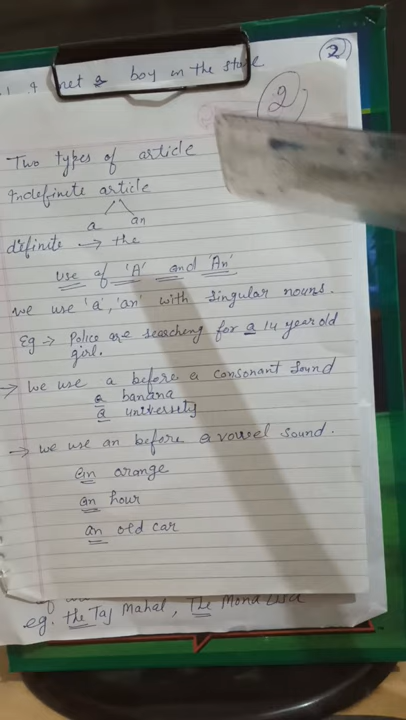 met a boy in the store
2
2
Two types of article
Indefinite article
a an
definite → the
use of 'A' and 'An'
we use 'a', 'an' with singular nouns.
Eg → Police are searching for a 14 year old
girl.
→ we use a before a consonant sound
a banana
a university
→ we use an before a vowel sound.
an orange
an hour
an old car
eg. the Taj Mahal, The Mona Lisa